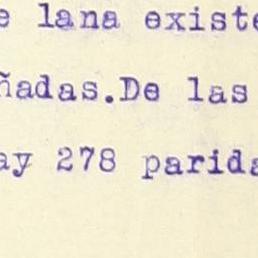 e lana existe
ñadas.De las
ay 278 parida